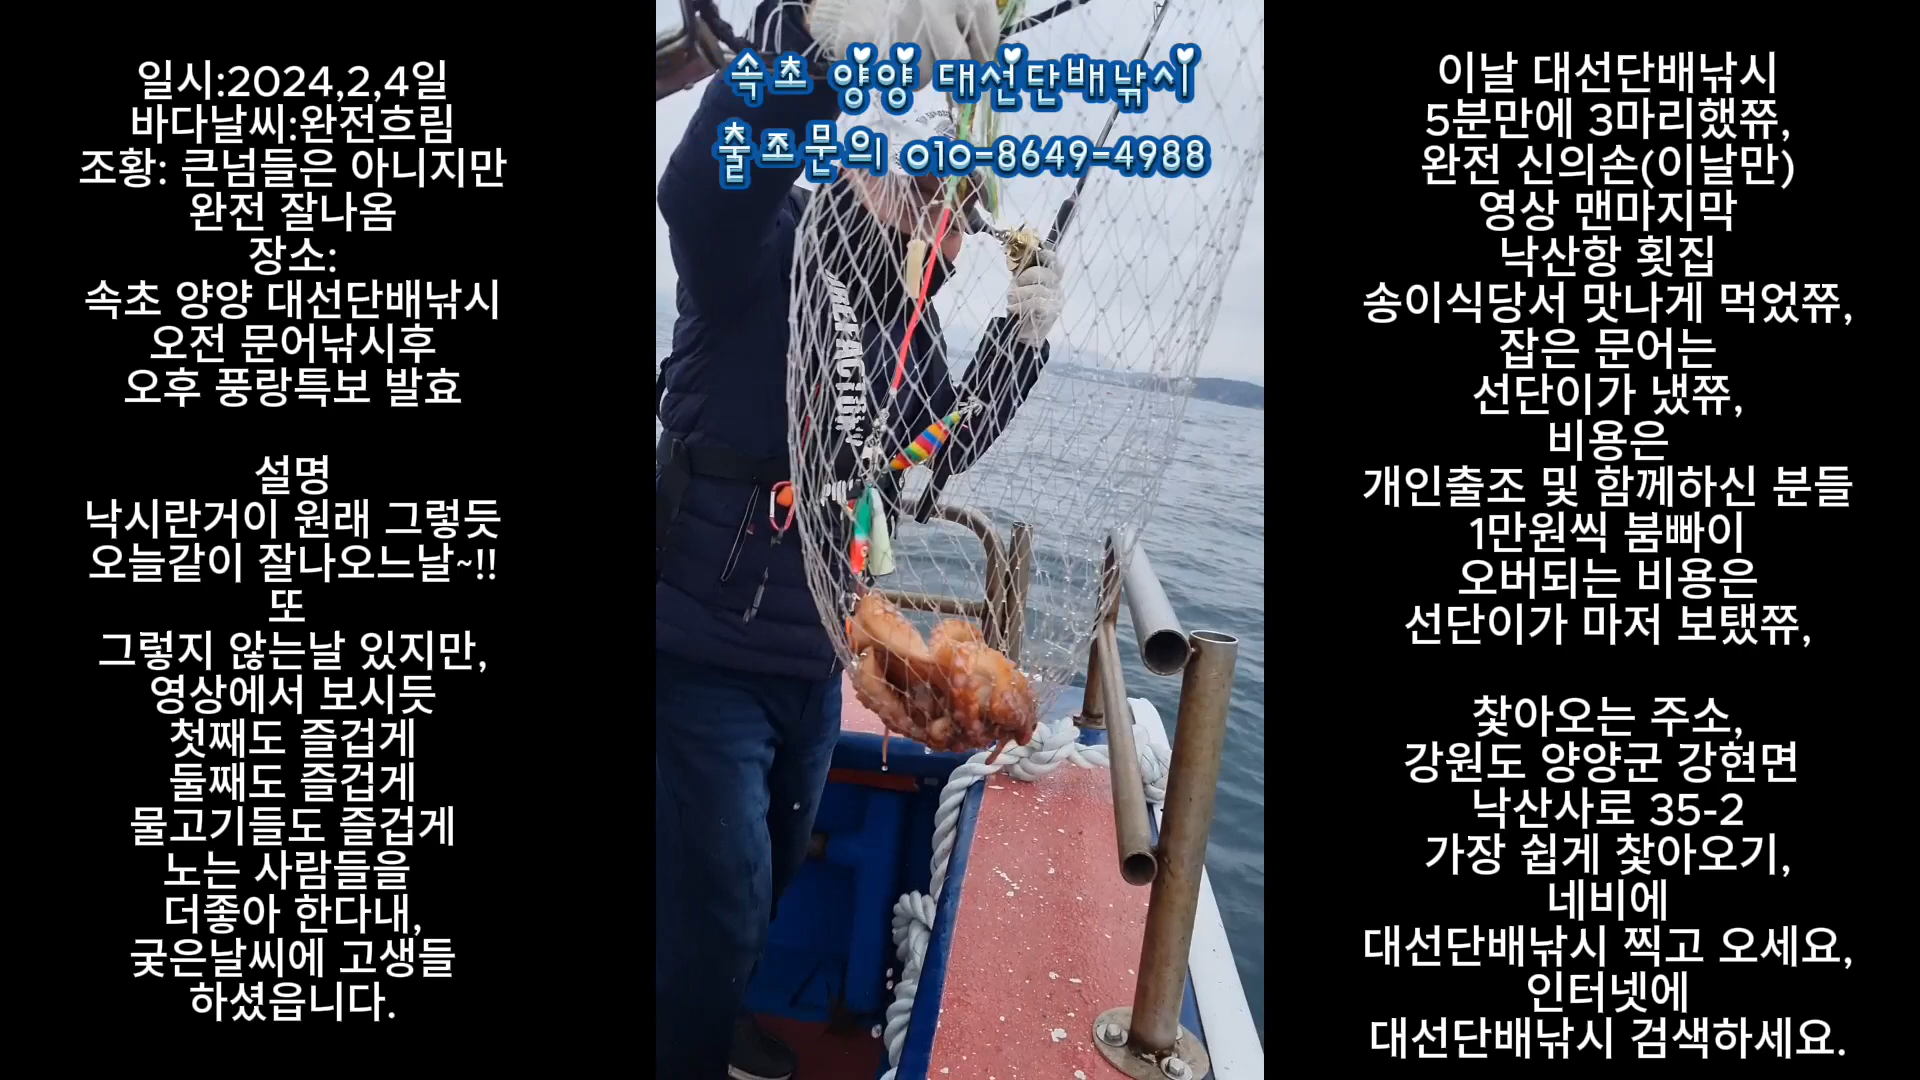 일시:2024,2,4일
바다날씨:완전흐림
조황: 큰넘들은 아니지만
완전 잘나옴
장소:
속초 양양 대선단배낚시
오전 문어낚시후
오후 풍랑특보 발효
설명
낙시란거이 원래 그렇듯
오늘같이 잘나오느날~!!
또
그렇지 않는날 있지만,
영상에서 보시듯
첫째도 즐겁게
둘째도 즐겁게
물고기들도 즐겁게
노는 사람들을
더좋아 한다내,
궂은날씨에 고생들
하셨읍니다.
속초 양양 대선단배낚시
출조문의 010-8649-4988
이날 대선단배낚시
5분만에 3마리했쮸,
완전 신의손(이날만)
영상 맨마지막
낙산항 횟집
송이식당서 맛나게 먹었쮸,
잡은 문어는
선단이가 냈쮸,
비용은
개인출조 및 함께하신 분들
1만원씩 붐빠이
오버되는 비용은
선단이가 마저 보탰쮸,
찿아오는 주소,
강원도 양양군 강현면
낙산사로 35-2
가장 쉽게 찿아오기,
네비에
대선단배낚시 찍고 오세요,
인터넷에
대선단배낚시 검색하세요.